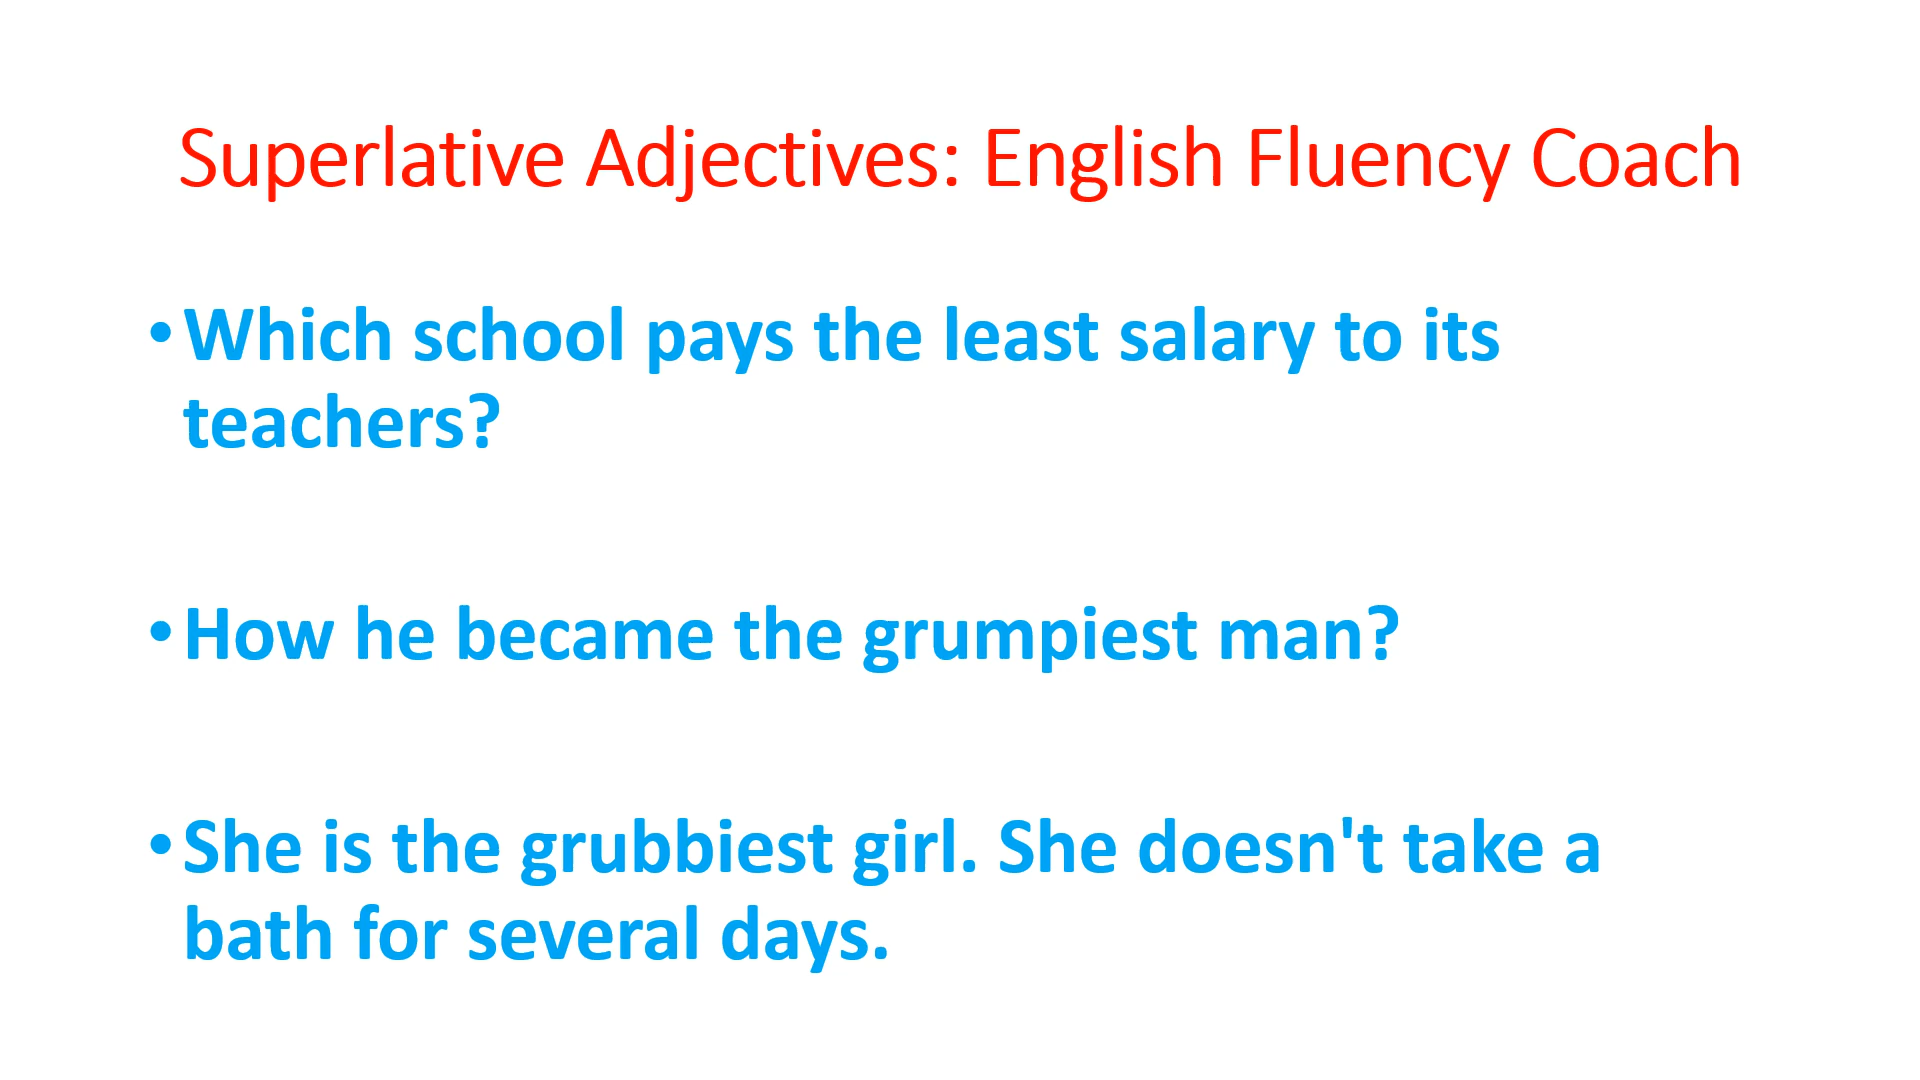 Superlative Adjectives: English Fluency Coach
• Which school pays the least salary to its
teachers?
• How he became the grumpiest man?
• She is the grubbiest girl. She doesn't take a
bath for several days.